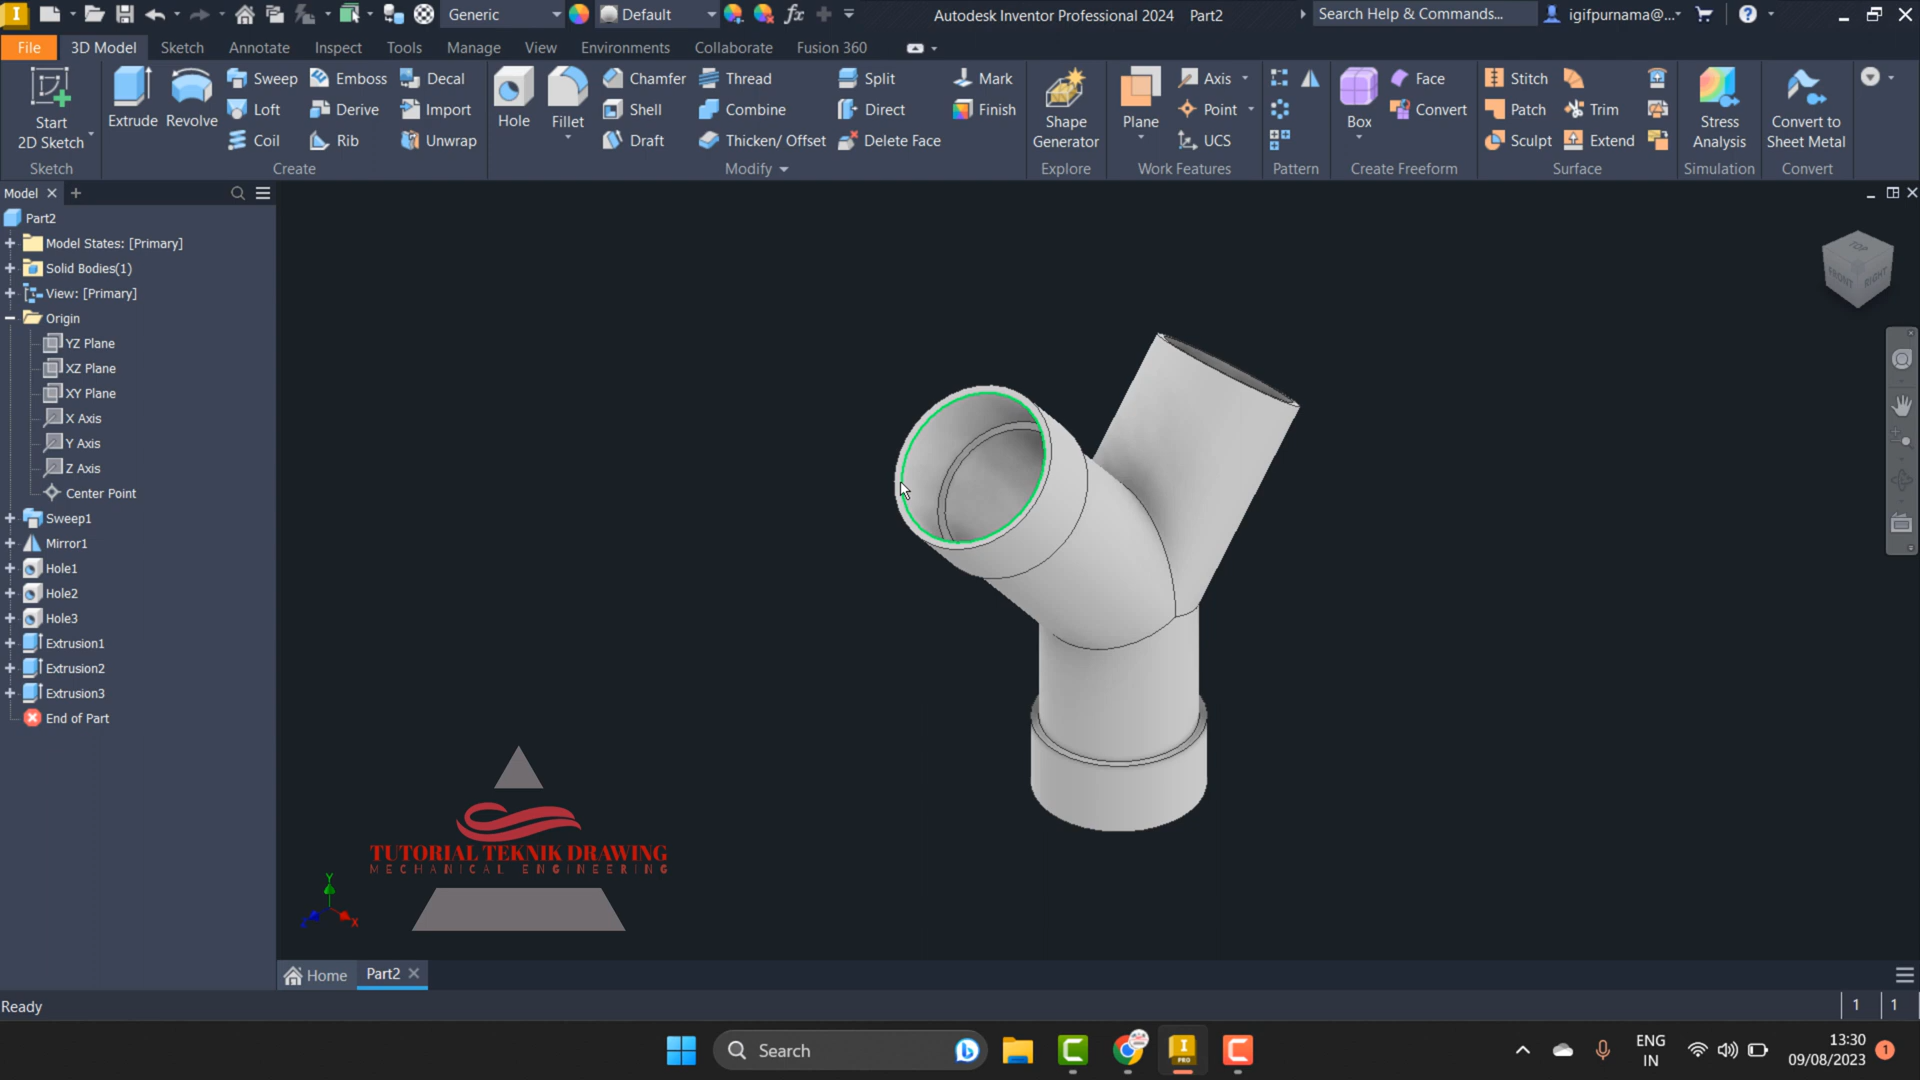 Generic
Default
fx
Autodesk Inventor Professional 2024 Part2
Search Help & Commands...
igifpurnama@...
File
3D Model
Sketch
Annotate
Inspect
Tools
Manage
View
Environments
Collaborate
Fusion 360
Start
2D Sketch
Extrude
Revolve
Sweep
Emboss
Decal
Loft
Derive
Import
Coil
Rib
Unwrap
Hole
Fillet
Chamfer
Thread
Split
Shell
Combine
Direct
Draft
Thicken/ Offset
Delete Face
Mark
Finish
Shape
Generator
Plane
Axis
Point
UCS
Box
Face
Convert
Stitch
Patch
Trim
Sculpt
Extend
Stress
Analysis
Convert to
Sheet Metal
Sketch
Create
Modify
Explore
Work Features
Pattern
Create Freeform
Surface
Simulation
Convert
Model
Part2
Model States: [Primary]
Solid Bodies(1)
View: [Primary]
Origin
YZ Plane
XZ Plane
XY Plane
X Axis
Y Axis
Z Axis
Center Point
Sweep1
Mirror1
Hole1
Hole2
Hole3
Extrusion1
Extrusion2
Extrusion3
End of Part
TOP
FRONT
RIGHT
TUTORIAL TEKNIK DRAWING
MECHANICAL ENGINEERING
Y
Z
X
Home
Part2
Ready
1
1
Search
PRO
ENG
IN
13:30
09/08/2023
1